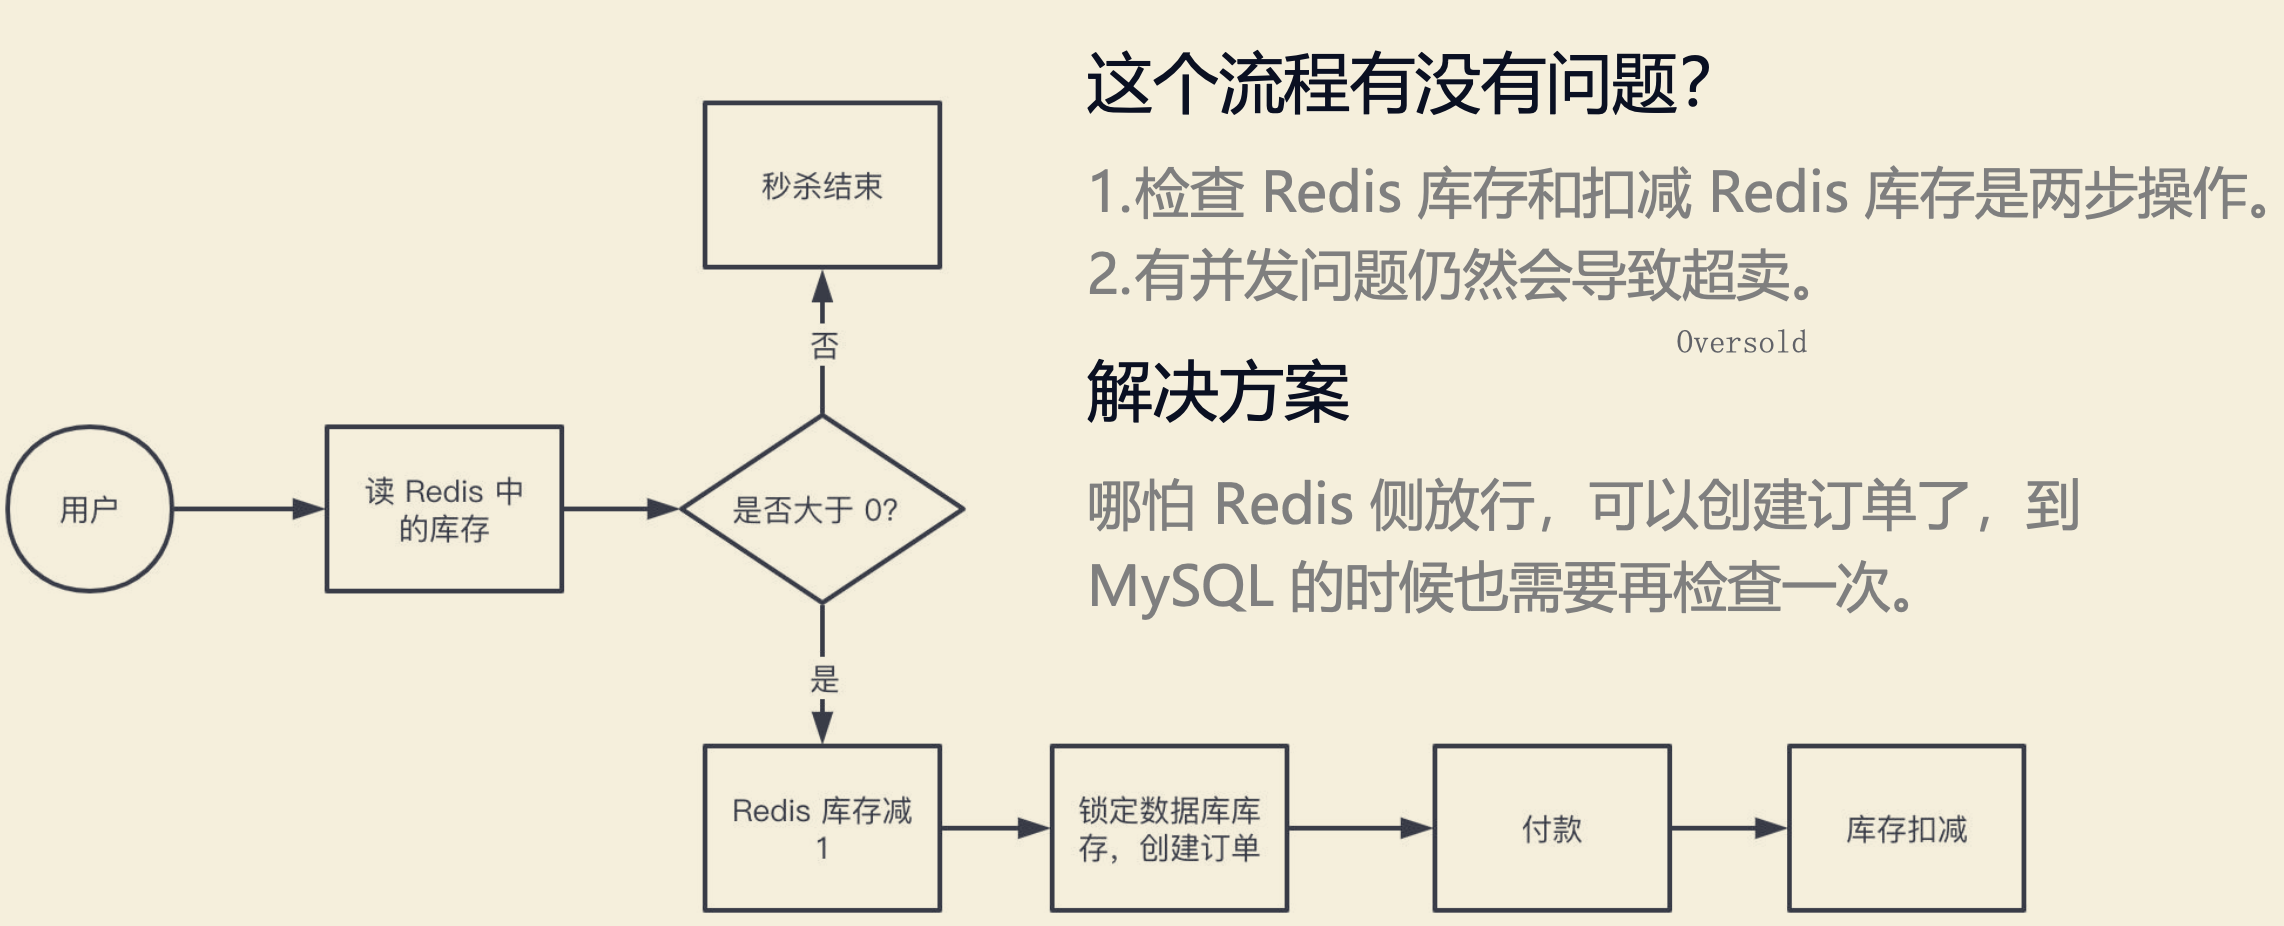 这个流程有没有问题？
1.检查 Redis 库存和扣减 Redis 库存是两步操作。
2.有并发问题仍然会导致超卖。
Oversold
解决方案
哪怕 Redis 侧放行，可以创建订单了，到
MySQL 的时候也需要再检查一次。
秒杀结束
否
用户
读 Redis 中
的库存
是否大于 0?
是
Redis 库存减
1
锁定数据库库
存，创建订单
付款
库存扣减